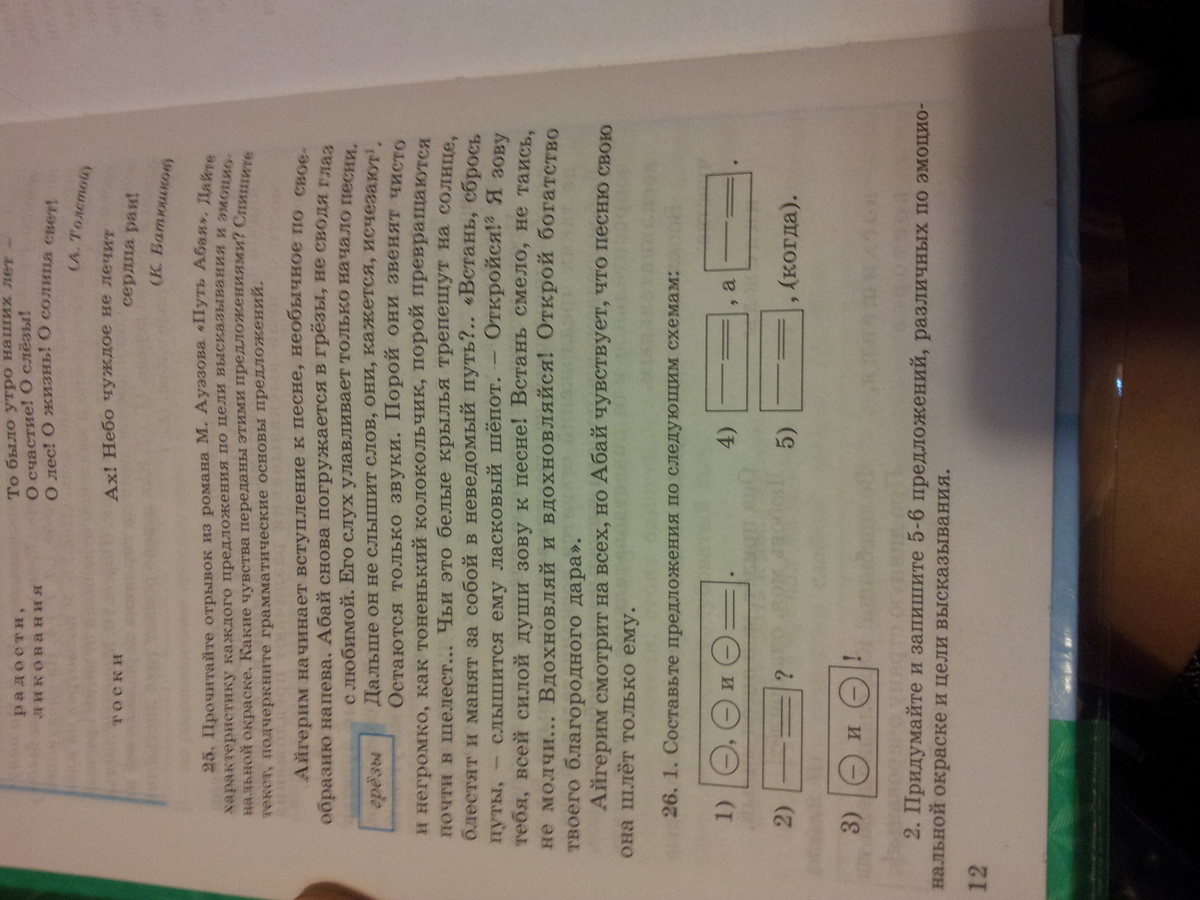 То было утро наших лет –
радости, О счастие! О слёзы!
ликования О лес! О жизнь! О солнца свет!
(А. Толстой)
тоски Ах! Небо чуждое не лечит
сердца ран!
(К. Батюшков)
25. Прочитайте отрывок из романа М. Ауэзова «Путь Абая». Дайте
характеристику каждого предложения по цели высказывания и эмоцио-
нальной окраске. Какие чувства переданы этими предложениями? Спишите
текст, подчеркните грамматические основы предложений.
Айгерим начинает вступление к песне, необычное по свое-
образию напева. Абай снова погружается в грёзы, не сводя глаз
с любимой. Его слух улавливает только начало песни.
грёзы
Дальше он не слышит слов, они, кажется, исчезают¹.
Остаются только звуки. Порой они звенят чисто
и негромко, как тоненький колокольчик, порой превращаются
почти в шелест... Чьи это белые крылья трепещут на солнце,
блестят и манят за собой в неведомый путь?.. «Встань, сбрось
путы, – слышится ему ласковый шёпот. – Откройся!³ Я зову
тебя, всей силой души зову к песне! Встань смело, не таись,
не молчи... Вдохновляй и вдохновляйся! Открой богатство
твоего благородного дара».
Айгерим смотрит на всех, но Абай чувствует, что песню свою
она шлёт только ему.
26. 1. Составьте предложения по следующим схемам:
1) , и .
2) ?
3) и !
4) , а .
5) , (когда).
2. Придумайте и запишите 5-6 предложений, различных по эмоцио-
нальной окраске и цели высказывания.
12